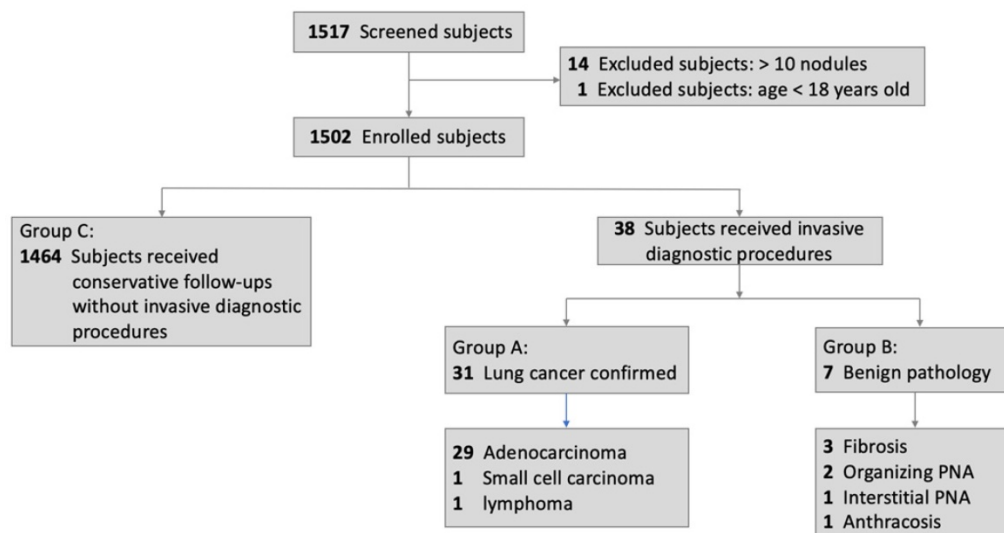 1517 Screened subjects
14 Excluded subjects: > 10 nodules
1 Excluded subjects: age < 18 years old
1502 Enrolled subjects
Group C:
1464 Subjects received
conservative follow-ups
without invasive diagnostic
procedures
38 Subjects received invasive
diagnostic procedures
Group A:
31 Lung cancer confirmed
Group B:
7 Benign pathology
29 Adenocarcinoma
1 Small cell carcinoma
1 lymphoma
3 Fibrosis
2 Organizing PNA
1 Interstitial PNA
1 Anthracosis